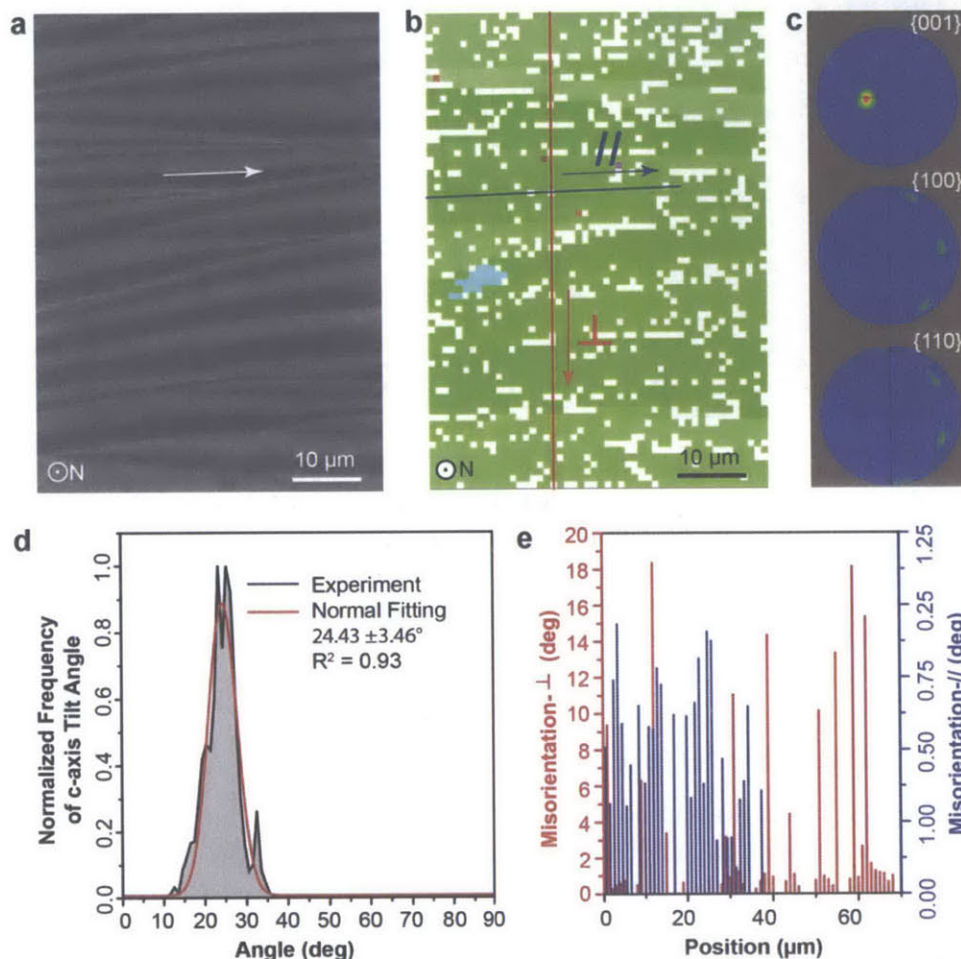 a
b
c
{001}
{100}
{110}
//
⊥
⊙N
10 µm
⊙N
10 µm
d
Normalized Frequency
of c-axis Tilt Angle
1.0
0.8
0.6
0.4
0.2
0.0
Experiment
Normal Fitting
24.43 ±3.46°
R² = 0.93
0 10 20 30 40 50 60 70 80 90
Angle (deg)
e
Misorientation-⊥ (deg)
20
18
16
14
12
10
8
6
4
2
0
1.25
0.25
0.75
0.50
1.00
0.00
Misorientation-// (deg)
0 20 40 60
Position (µm)